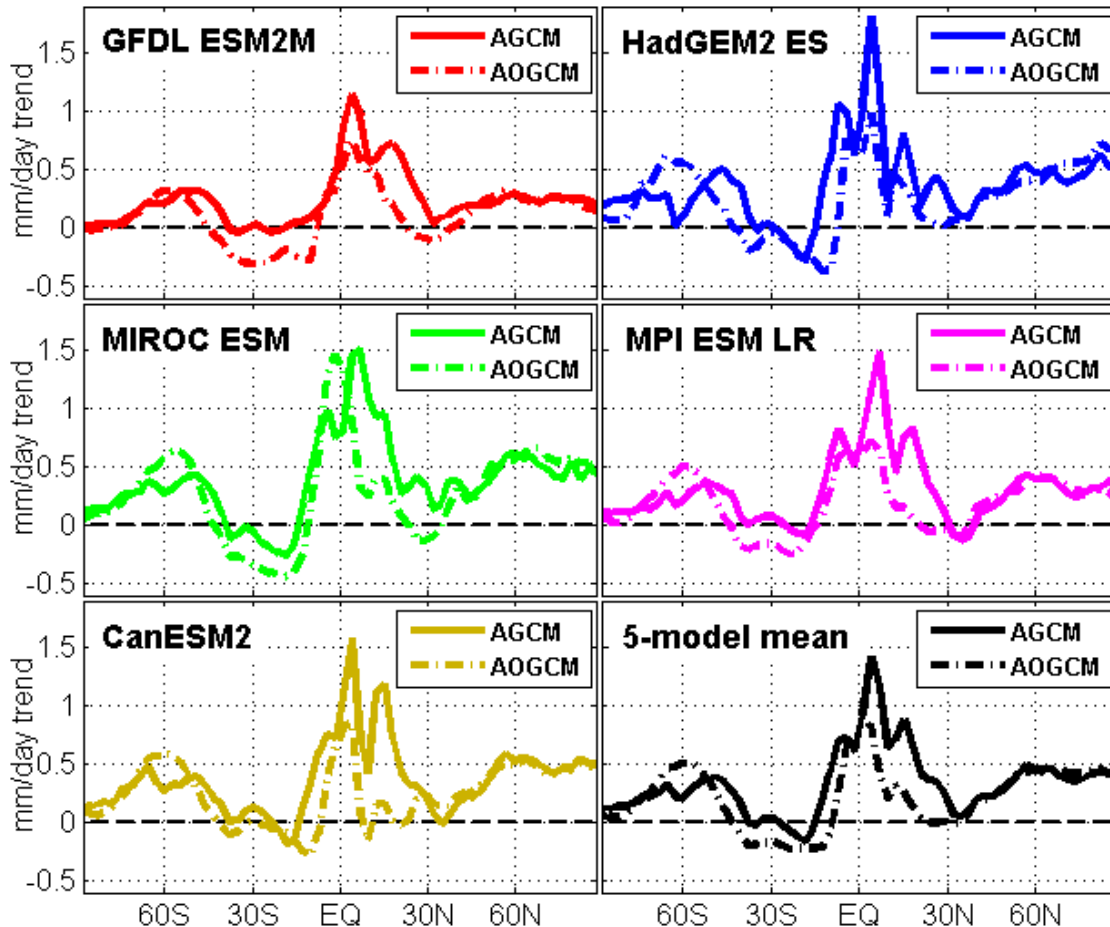 GFDL ESM2M
AGCM
AOGCM
HadGEM2 ES
AGCM
AOGCM
mm/day trend
1.5
1
0.5
0
-0.5
MIROC ESM
AGCM
AOGCM
MPI ESM LR
AGCM
AOGCM
mm/day trend
1.5
1
0.5
0
-0.5
CanESM2
AGCM
AOGCM
5-model mean
AGCM
AOGCM
mm/day trend
1.5
1
0.5
0
-0.5
60S 30S EQ 30N 60N
60S 30S EQ 30N 60N